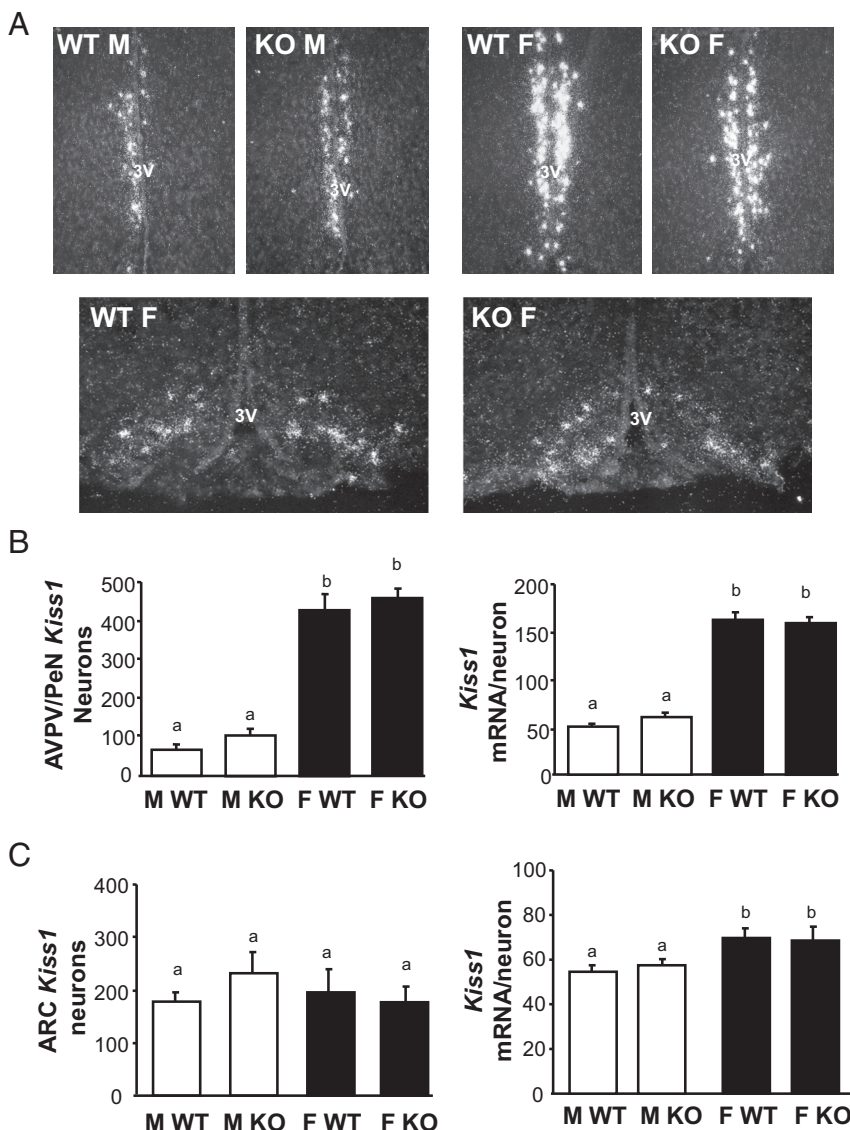 A
WT M
KO M
WT F
KO F
3V
3V
3V
3V
WT F
KO F
3V
3V
B
AVPV/PeN Kiss1
Neurons
500
400
300
200
100
0
a
a
b
b
M WT M KO F WT F KO
Kiss1
mRNA/neuron
200
150
100
50
0
a
a
b
b
M WT M KO F WT F KO
C
ARC Kiss1
neurons
400
300
200
100
0
a
a
a
a
M WT M KO F WT F KO
Kiss1
mRNA/neuron
100
80
60
40
20
0
a
a
b
b
M WT M KO F WT F KO